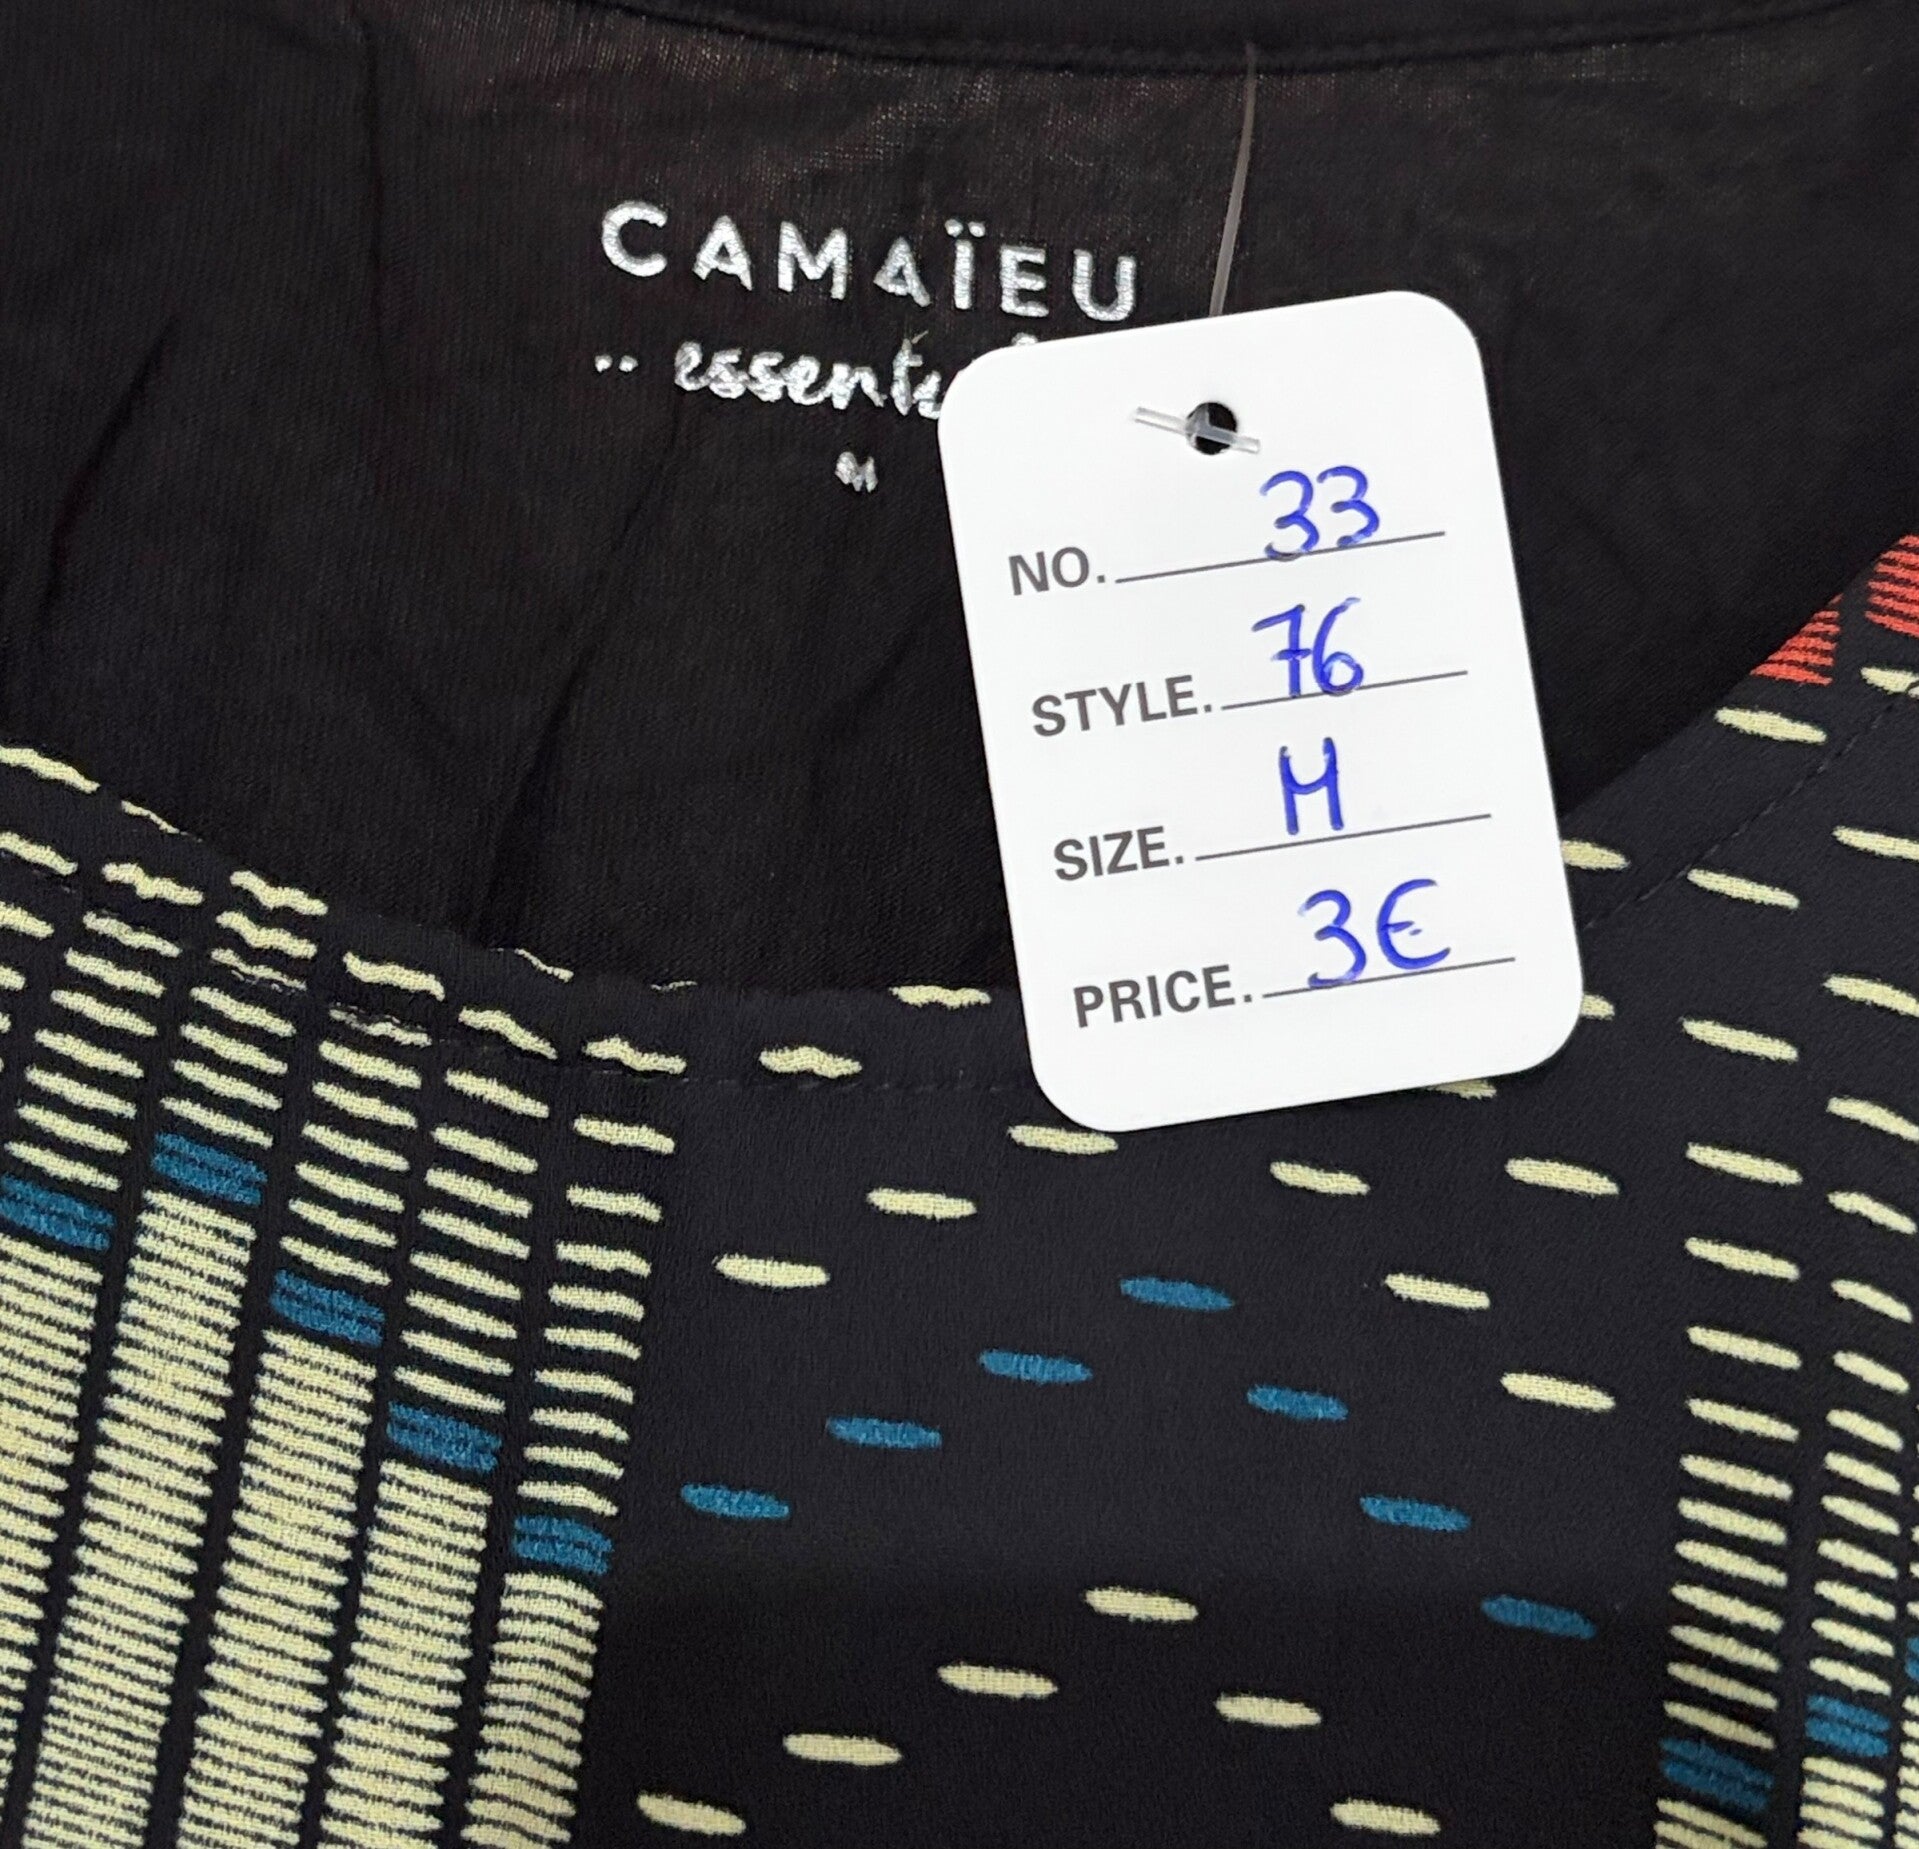 CAMAÏEU
M
NO. 33
STYLE. 76
SIZE. M
PRICE. 3€